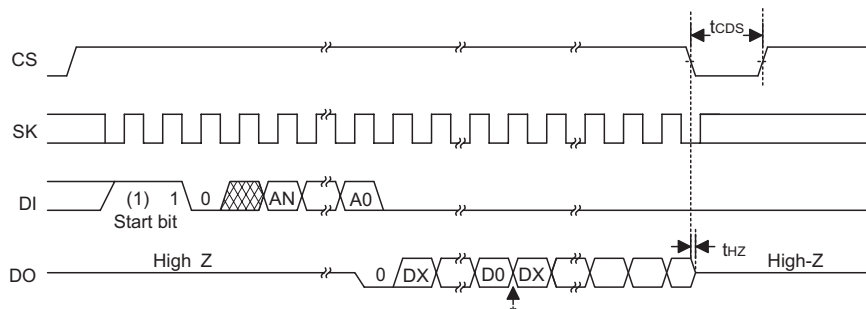 tCDS
CS
SK
DI (1) 1 0 AN A0
Start bit
tHZ
DO High Z 0 DX D0 DX High-Z